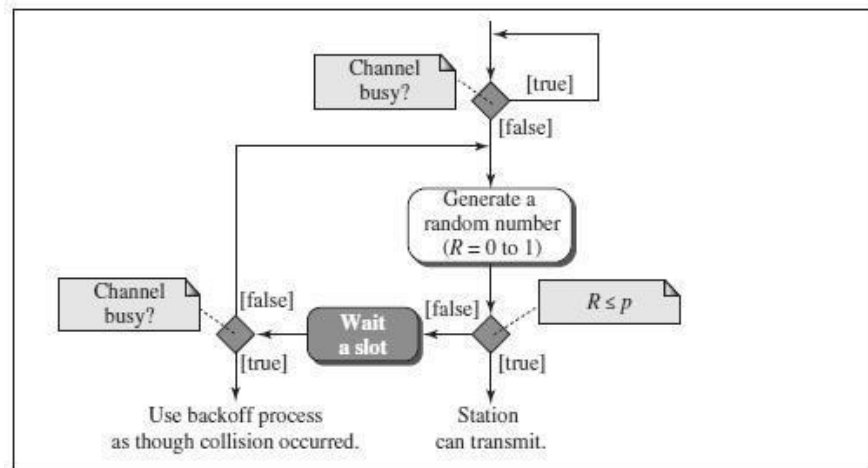 Channel
busy?
[true]
[false]
Generate a
random number
(R = 0 to 1)
Channel
busy?
[false]
Wait
a slot
[false]
R ≤ p
[true]
[true]
Use backoff process
as though collision occurred.
Station
can transmit.